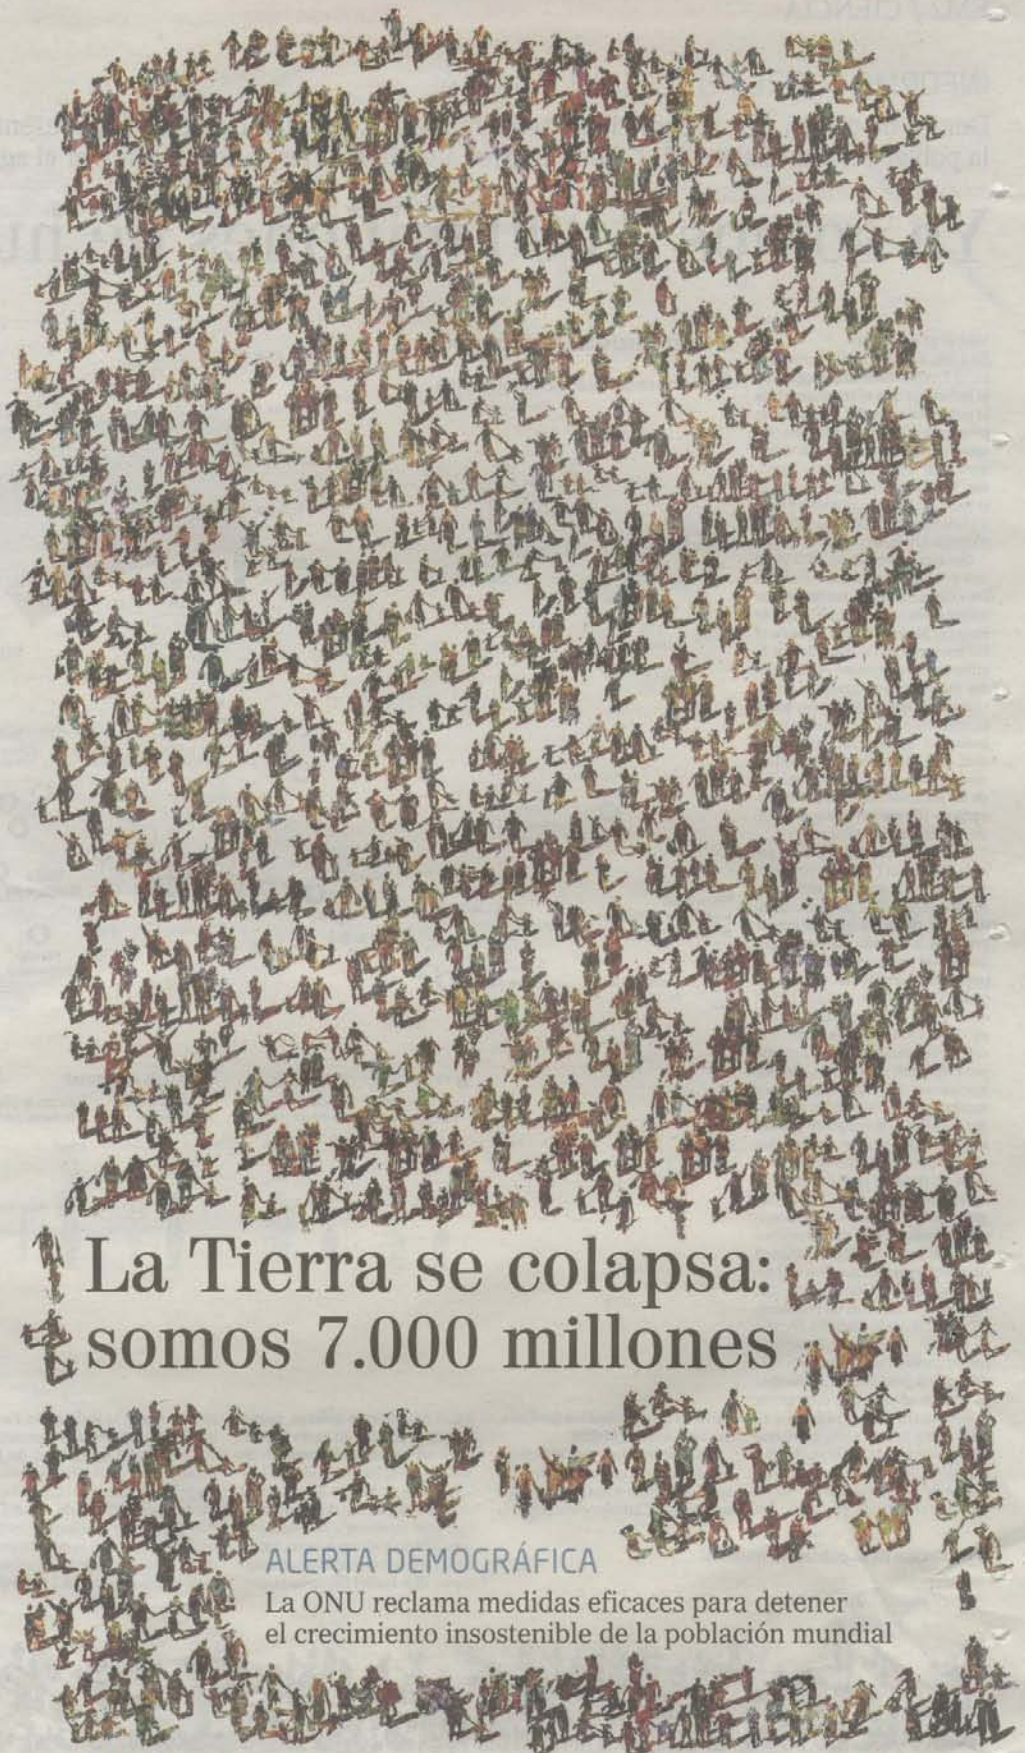 La Tierra se colapsa:
somos 7.000 millones
ALERTA DEMOGRÁFICA
La ONU reclama medidas eficaces para detener
el crecimiento insostenible de la población mundial